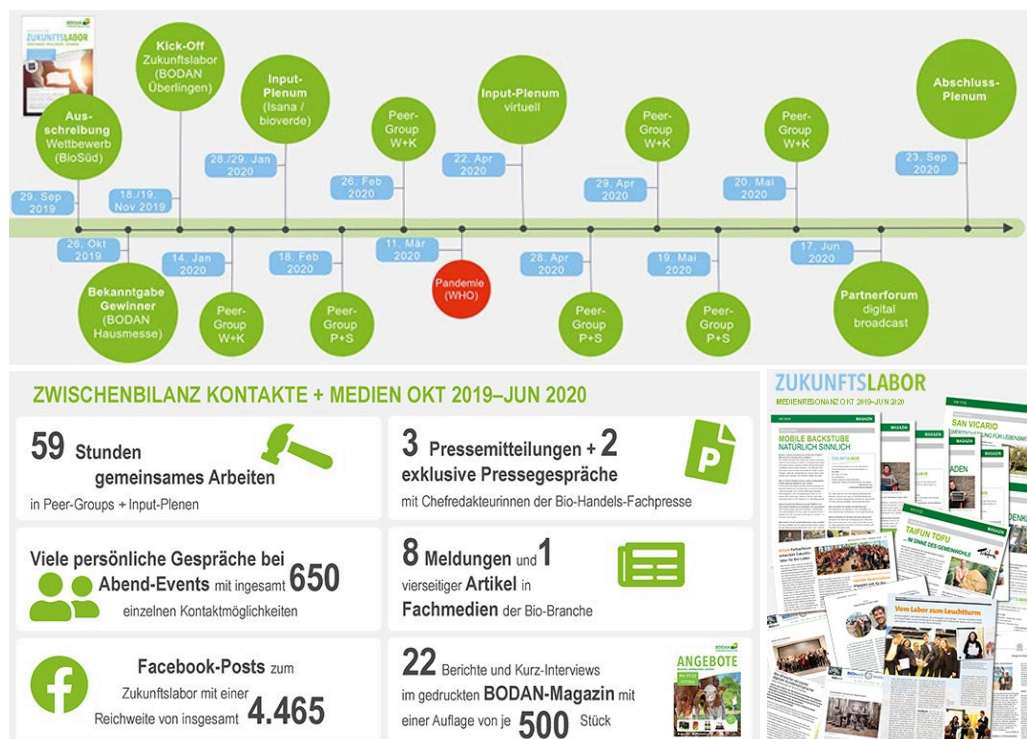 BODAN
ZUKUNFTSLABOR
Aus-
schreibung
Wettbewerb
(BioSüd)
29. Sep
2019
Kick-Off
Zukunftslabor
(BODAN
Überlingen)
18./19.
Nov 2019
Input-
Plenum
(Isana /
bioverde)
28./29. Jan
2020
Peer-
Group
W+K
26. Feb
2020
Input-Plenum
virtuell
22. Apr
2020
Peer-
Group
W+K
29. Apr
2020
Peer-
Group
W+K
20. Mai
2020
Abschluss-
Plenum
23. Sep
2020
26. Okt
2019
Bekanntgabe
Gewinner
(BODAN
Hausmesse)
14. Jan
2020
Peer-
Group
W+K
18. Feb
2020
Peer-
Group
P+S
11. Mär
2020
Pandemie
(WHO)
28. Apr
2020
Peer-
Group
P+S
19. Mai
2020
Peer-
Group
P+S
17. Jun
2020
Partnerforum
digital
broadcast
ZWISCHENBILANZ KONTAKTE + MEDIEN OKT 2019–JUN 2020
59 Stunden
gemeinsames Arbeiten
in Peer-Groups + Input-Plenen
3 Pressemitteilungen + 2
exklusive Pressegespräche
mit Chefredakteurinnen der Bio-Handels-Fachpresse
P
Viele persönliche Gespräche bei
Abend-Events mit ingesamt 650
einzelnen Kontaktmöglichkeiten
8 Meldungen und 1
vierseitiger Artikel in
Fachmedien der Bio-Branche
Facebook-Posts zum
Zukunftslabor mit einer
Reichweite von insgesamt 4.465
22 Berichte und Kurz-Interviews
im gedruckten BODAN-Magazin mit
einer Auflage von je 500 Stück
BODAN
ANGEBOTE
ZUKUNFTSLABOR
MEDIENRESONANZ OKT 2019–JUN 2020
MAGAZIN
MOBILE BACKSTUBE
NATÜRLICH SINNLICH
MAGAZIN
MAGAZIN
SAN VICARIO
MAGAZIN
TAIFUN TOFU
... IM SINNE DES GEMEINWOHLS
Vom Labor zum Leuchtturm